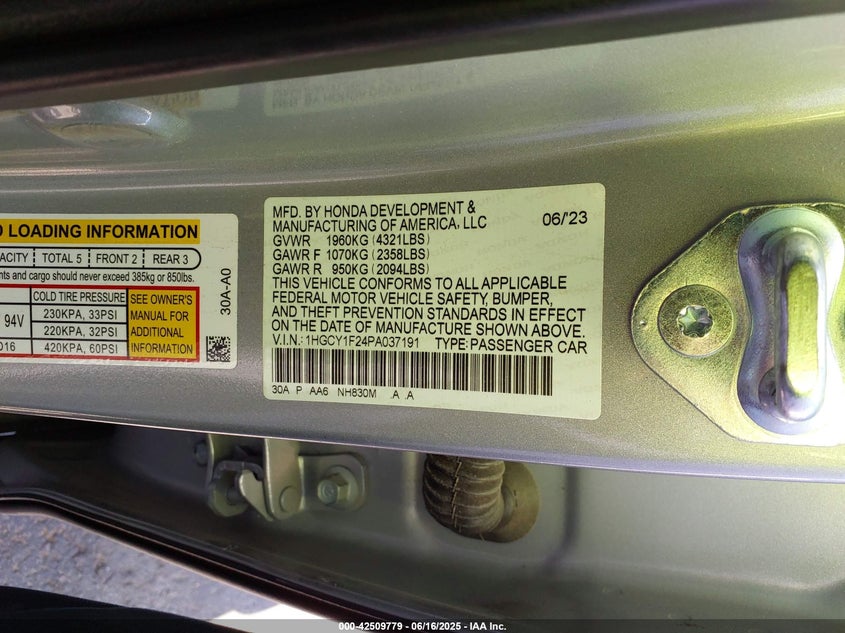 O LOADING INFORMATION
ACITY TOTAL 5 FRONT 2 REAR 3
nts and cargo should never exceed 385kg or 850lbs.
COLD TIRE PRESSURE
94V 230KPA, 33PSI
220KPA, 32PSI
D16 420KPA, 60PSI
SEE OWNER'S
MANUAL FOR
ADDITIONAL
INFORMATION
30A-A0
MFD. BY HONDA DEVELOPMENT & 06/'23
MANUFACTURING OF AMERICA, LLC
GVWR 1960KG (4321LBS)
GAWR F 1070KG (2358LBS)
GAWR R 950KG (2094LBS)
THIS VEHICLE CONFORMS TO ALL APPLICABLE
FEDERAL MOTOR VEHICLE SAFETY, BUMPER,
AND THEFT PREVENTION STANDARDS IN EFFECT
ON THE DATE OF MANUFACTURE SHOWN ABOVE.
V.I.N.: 1HGCY1F24PA037191 TYPE: PASSENGER CAR
30A P AA6 NH830M .A .A
000-42509779 - 06/16/2025 - IAA Inc.